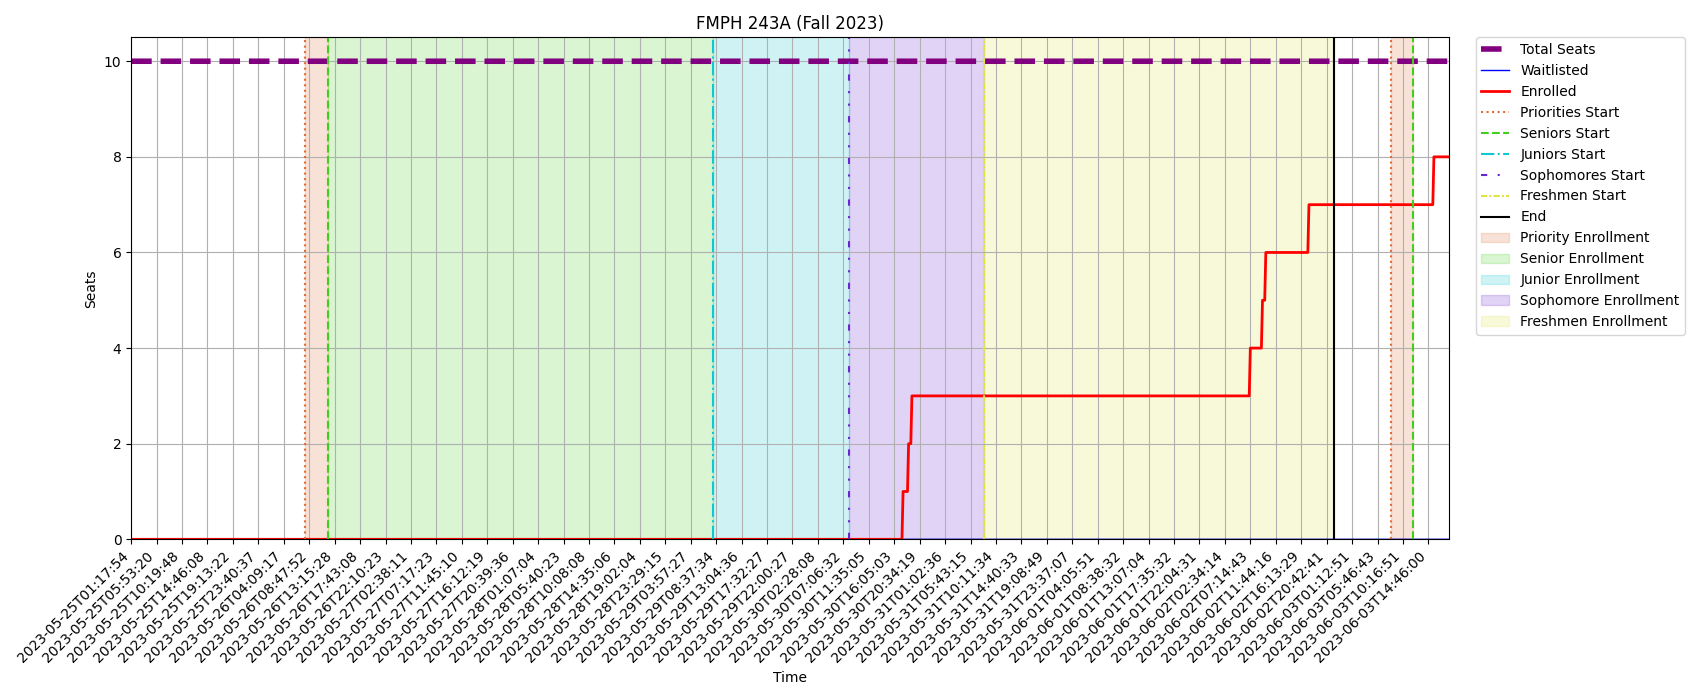 FMPH 243A (Fall 2023)
10
8
6
4
2
0
Seats
2023-05-25T01:17:54
2023-05-25T05:53:20
2023-05-25T10:19:48
2023-05-25T14:46:08
2023-05-25T19:13:22
2023-05-25T23:40:37
2023-05-26T04:09:17
2023-05-26T08:47:52
2023-05-26T13:15:28
2023-05-26T17:43:08
2023-05-26T22:10:23
2023-05-27T02:38:11
2023-05-27T07:17:23
2023-05-27T11:45:10
2023-05-27T16:12:19
2023-05-27T20:39:36
2023-05-28T01:07:04
2023-05-28T05:40:23
2023-05-28T10:08:08
2023-05-28T14:35:06
2023-05-28T19:02:04
2023-05-28T23:29:15
2023-05-29T03:57:27
2023-05-29T08:37:34
2023-05-29T13:04:36
2023-05-29T17:32:27
2023-05-29T22:00:27
2023-05-30T02:28:08
2023-05-30T07:06:32
2023-05-30T11:35:05
2023-05-30T16:05:03
2023-05-30T20:34:19
2023-05-31T01:02:36
2023-05-31T05:43:15
2023-05-31T10:11:34
2023-05-31T14:40:33
2023-05-31T19:08:49
2023-05-31T23:37:07
2023-06-01T04:05:51
2023-06-01T08:38:32
2023-06-01T13:07:04
2023-06-01T17:35:32
2023-06-01T22:04:31
2023-06-02T02:34:14
2023-06-02T07:14:43
2023-06-02T11:44:16
2023-06-02T16:13:29
2023-06-02T20:42:41
2023-06-03T01:12:51
2023-06-03T05:46:43
2023-06-03T10:16:51
2023-06-03T14:46:00
Time
Total Seats
Waitlisted
Enrolled
Priorities Start
Seniors Start
Juniors Start
Sophomores Start
Freshmen Start
End
Priority Enrollment
Senior Enrollment
Junior Enrollment
Sophomore Enrollment
Freshmen Enrollment